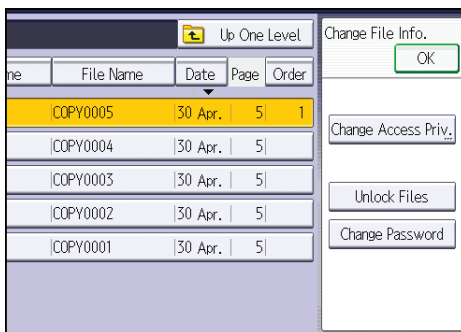 Up One Level
Change File Info.
OK
me File Name Date Page Order
COPY0005 30 Apr. 5 1
COPY0004 30 Apr. 5
COPY0003 30 Apr. 5
COPY0002 30 Apr. 5
COPY0001 30 Apr. 5
Change Access Priv.
Unlock Files
Change Password